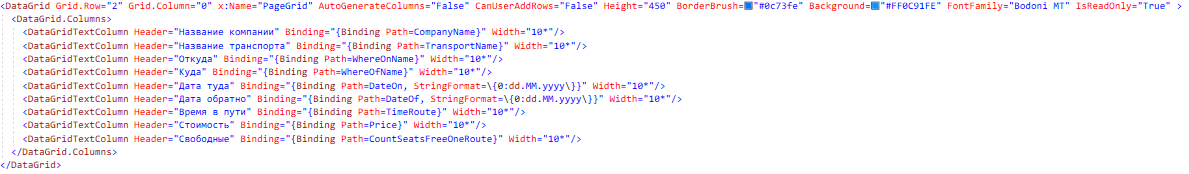 <DataGrid Grid.Row="2" Grid.Column="0" x:Name="PageGrid" AutoGenerateColumns="False" CanUserAddRows="False" Height="450" BorderBrush="#0c73fe" Background="#FF0C91FE" FontFamily="Bodoni MT" IsReadOnly="True" >
<DataGrid.Columns>
<DataGridTextColumn Header="Название компании" Binding="{Binding Path=CompanyName}" Width="10*"/>
<DataGridTextColumn Header="Название транспорта" Binding="{Binding Path=TransportName}" Width="10*"/>
<DataGridTextColumn Header="Откуда" Binding="{Binding Path=WhereOnName}" Width="10*"/>
<DataGridTextColumn Header="Куда" Binding="{Binding Path=WhereOfName}" Width="10*"/>
<DataGridTextColumn Header="Дата туда" Binding="{Binding Path=DateOn, StringFormat=\{0:dd.MM.yyyy\}}" Width="10*"/>
<DataGridTextColumn Header="Дата обратно" Binding="{Binding Path=DateOf, StringFormat=\{0:dd.MM.yyyy\}}" Width="10*"/>
<DataGridTextColumn Header="Время в пути" Binding="{Binding Path=TimeRoute}" Width="10*"/>
<DataGridTextColumn Header="Стоимость" Binding="{Binding Path=Price}" Width="10*"/>
<DataGridTextColumn Header="Свободные" Binding="{Binding Path=CountSeatsFreeOneRoute}" Width="10*"/>
</DataGrid.Columns>
</DataGrid>